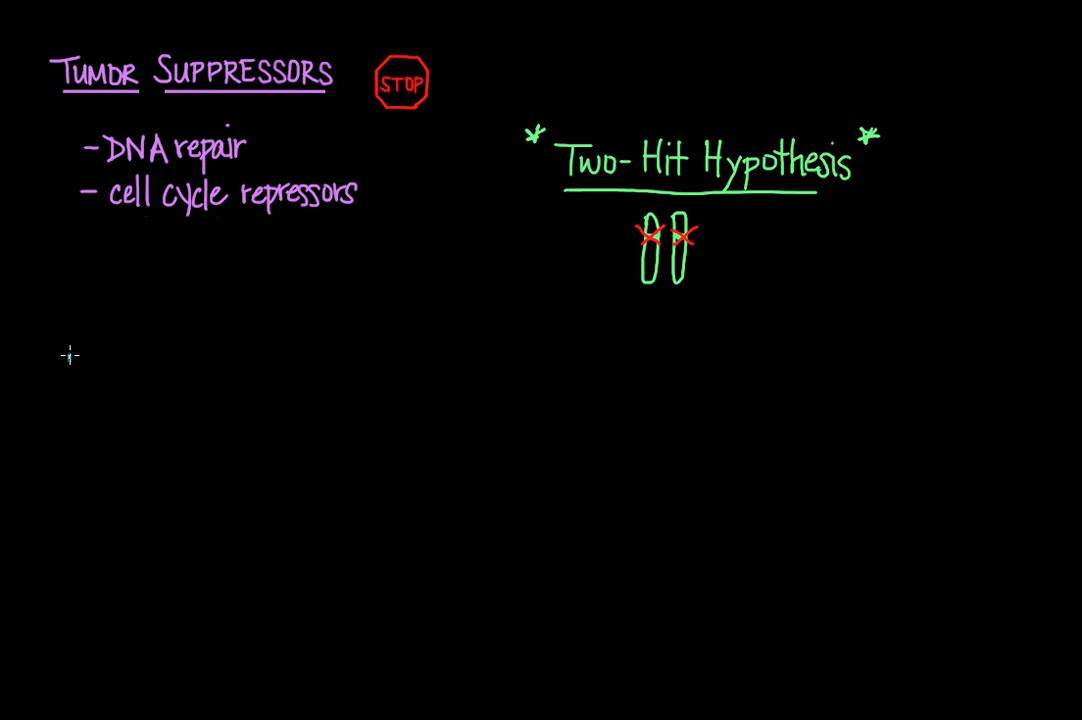 TUMOR SUPPRESSORS
STOP
- DNA repair
- cell cycle repressors
* Two-Hit Hypothesis *